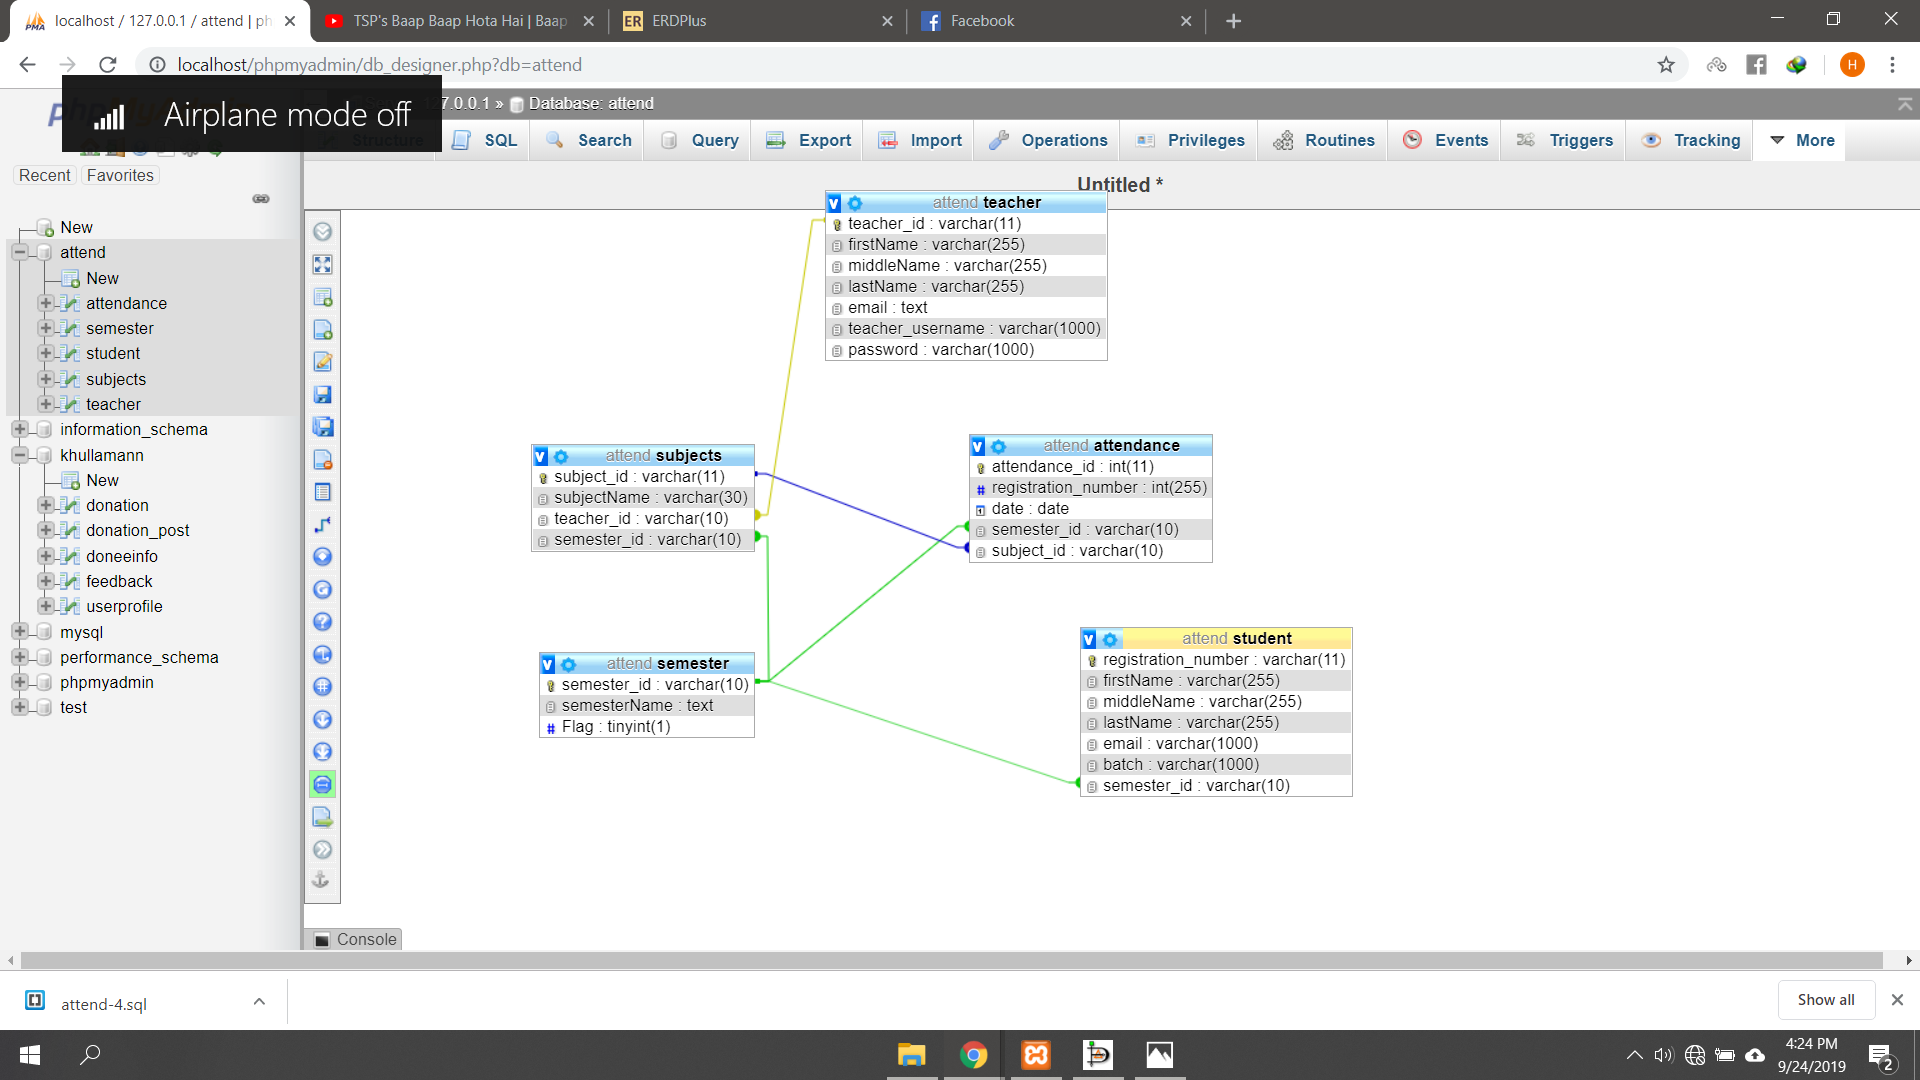 localhost / 127.0.0.1 / attend | ph
TSP's Baap Baap Hota Hai | Baap
ERDPlus
Facebook
localhost/phpmyadmin/db_designer.php?db=attend
H
Airplane mode off
7.0.0.1 » Database: attend
Structure
SQL
Search
Query
Export
Import
Operations
Privileges
Routines
Events
Triggers
Tracking
More
Recent
Favorites
Untitled *
New
attend
New
attendance
semester
student
subjects
teacher
information_schema
khullamann
New
donation
donation_post
doneeinfo
feedback
userprofile
mysql
performance_schema
phpmyadmin
test
attend teacher
teacher_id : varchar(11)
firstName : varchar(255)
middleName : varchar(255)
lastName : varchar(255)
email : text
teacher_username : varchar(1000)
password : varchar(1000)
attend subjects
subject_id : varchar(11)
subjectName : varchar(30)
teacher_id : varchar(10)
semester_id : varchar(10)
attend attendance
attendance_id : int(11)
registration_number : int(255)
date : date
semester_id : varchar(10)
subject_id : varchar(10)
attend semester
semester_id : varchar(10)
semesterName : text
Flag : tinyint(1)
attend student
registration_number : varchar(11)
firstName : varchar(255)
middleName : varchar(255)
lastName : varchar(255)
email : varchar(1000)
batch : varchar(1000)
semester_id : varchar(10)
Console
attend-4.sql
Show all
4:24 PM
9/24/2019
2